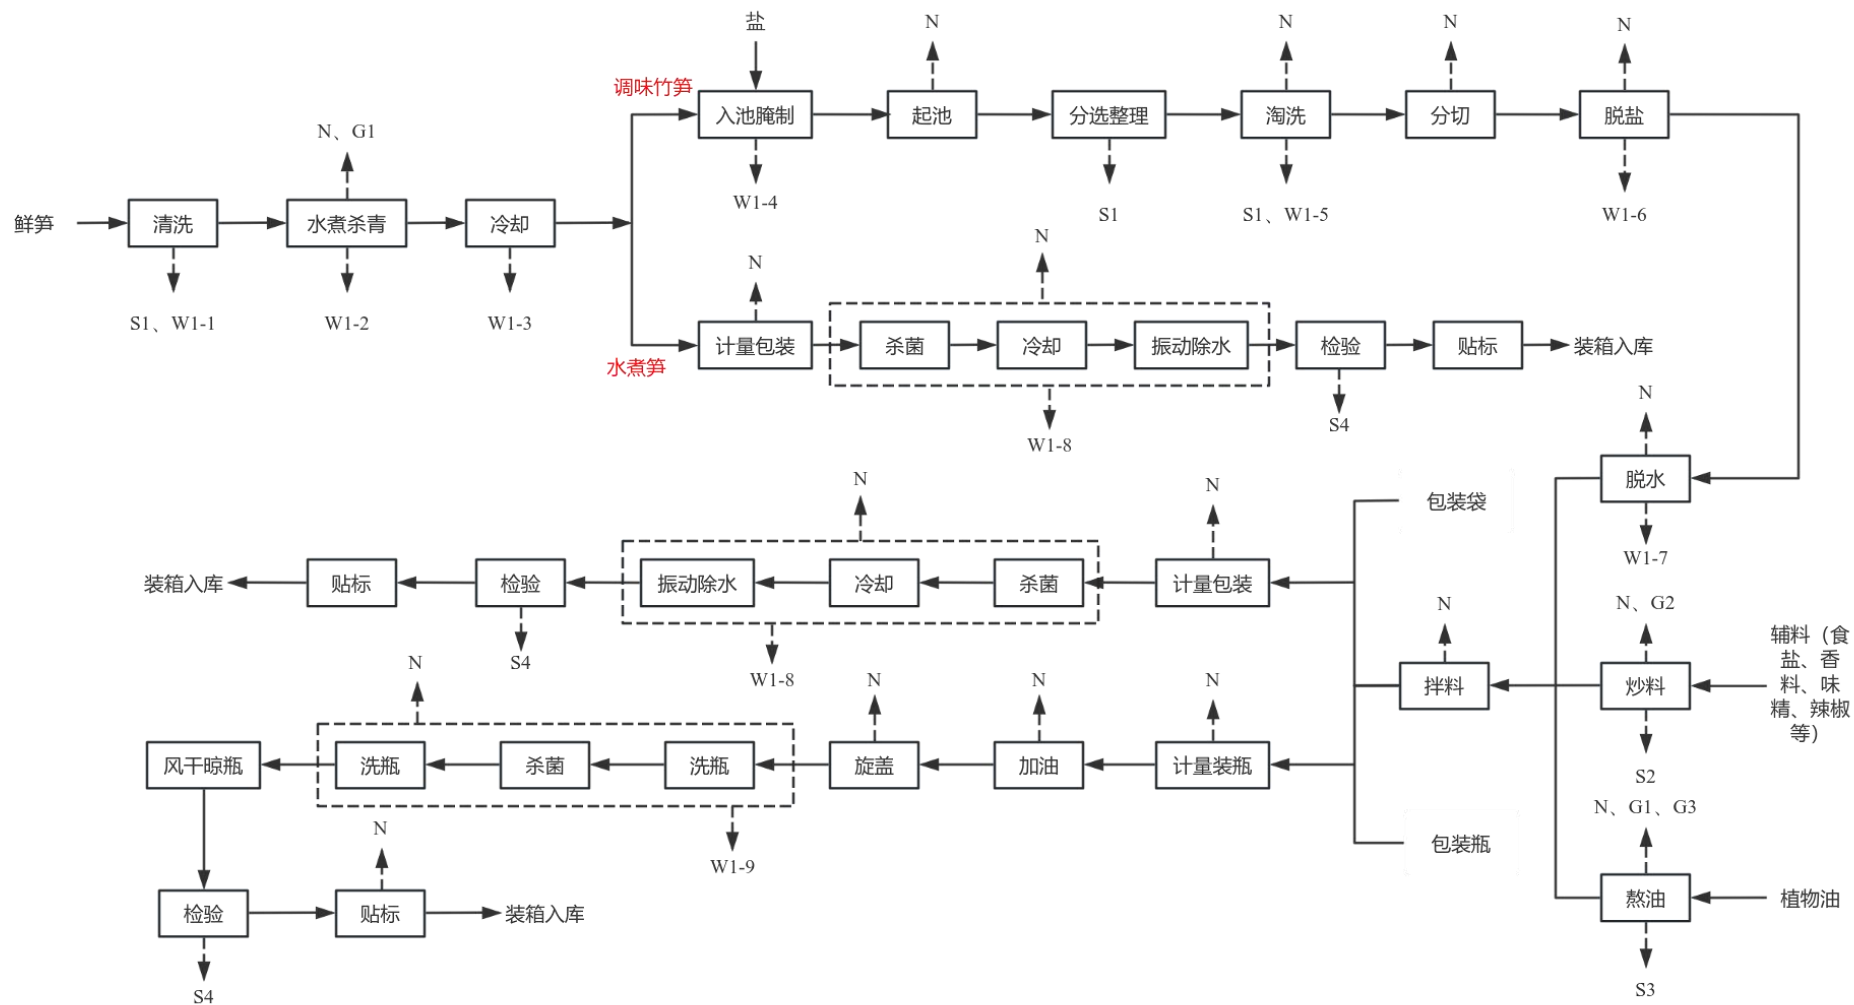 盐
N
N
N
N
调味竹笋
入池腌制
起池
分选整理
淘洗
分切
脱盐
N、G1
W1-4
S1
S1、W1-5
W1-6
鲜笋
清洗
水煮杀青
冷却
S1、W1-1
W1-2
W1-3
N
N
计量包装
杀菌
冷却
振动除水
检验
贴标
装箱入库
水煮笋
W1-8
S4
N
脱水
W1-7
包装袋
N
N
装箱入库
贴标
检验
振动除水
冷却
杀菌
计量包装
S4
W1-8
N
N、G2
拌料
炒料
辅料（食
盐、香
料、味
精、辣椒
等）
S2
N
N
N
N
风干晾瓶
洗瓶
杀菌
洗瓶
旋盖
加油
计量装瓶
W1-9
包装瓶
N、G1、G3
熬油
植物油
S3
N
检验
贴标
装箱入库
S4